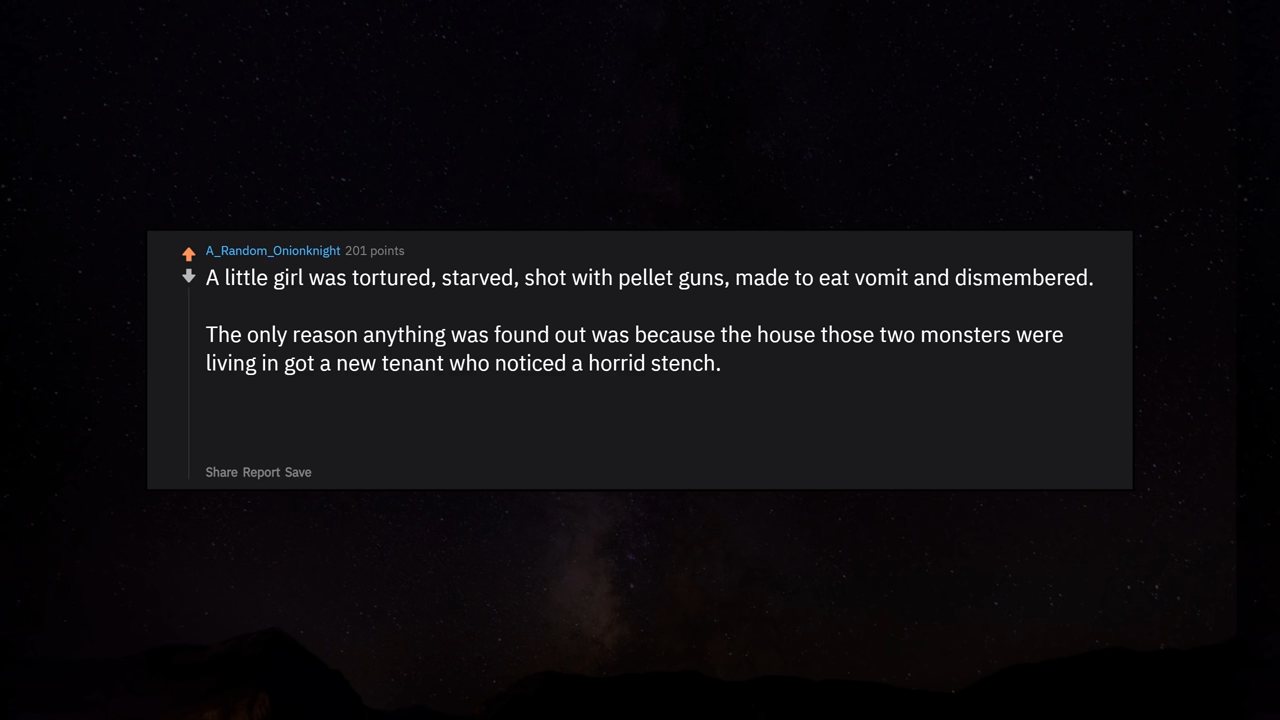 A_Random_Onionknight 201 points
A little girl was tortured, starved, shot with pellet guns, made to eat vomit and dismembered.
The only reason anything was found out was because the house those two monsters were
living in got a new tenant who noticed a horrid stench.
Share Report Save